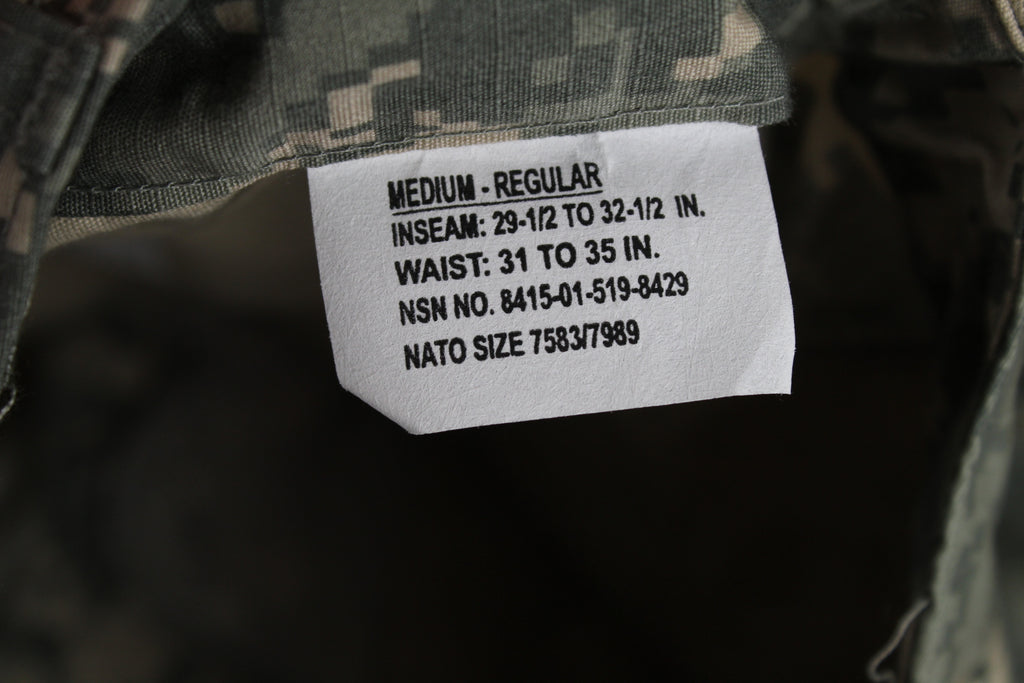 MEDIUM - REGULAR
INSEAM: 29-1/2 TO 32-1/2 IN.
WAIST: 31 TO 35 IN.
NSN NO. 8415-01-519-8429
NATO SIZE 7583/7989